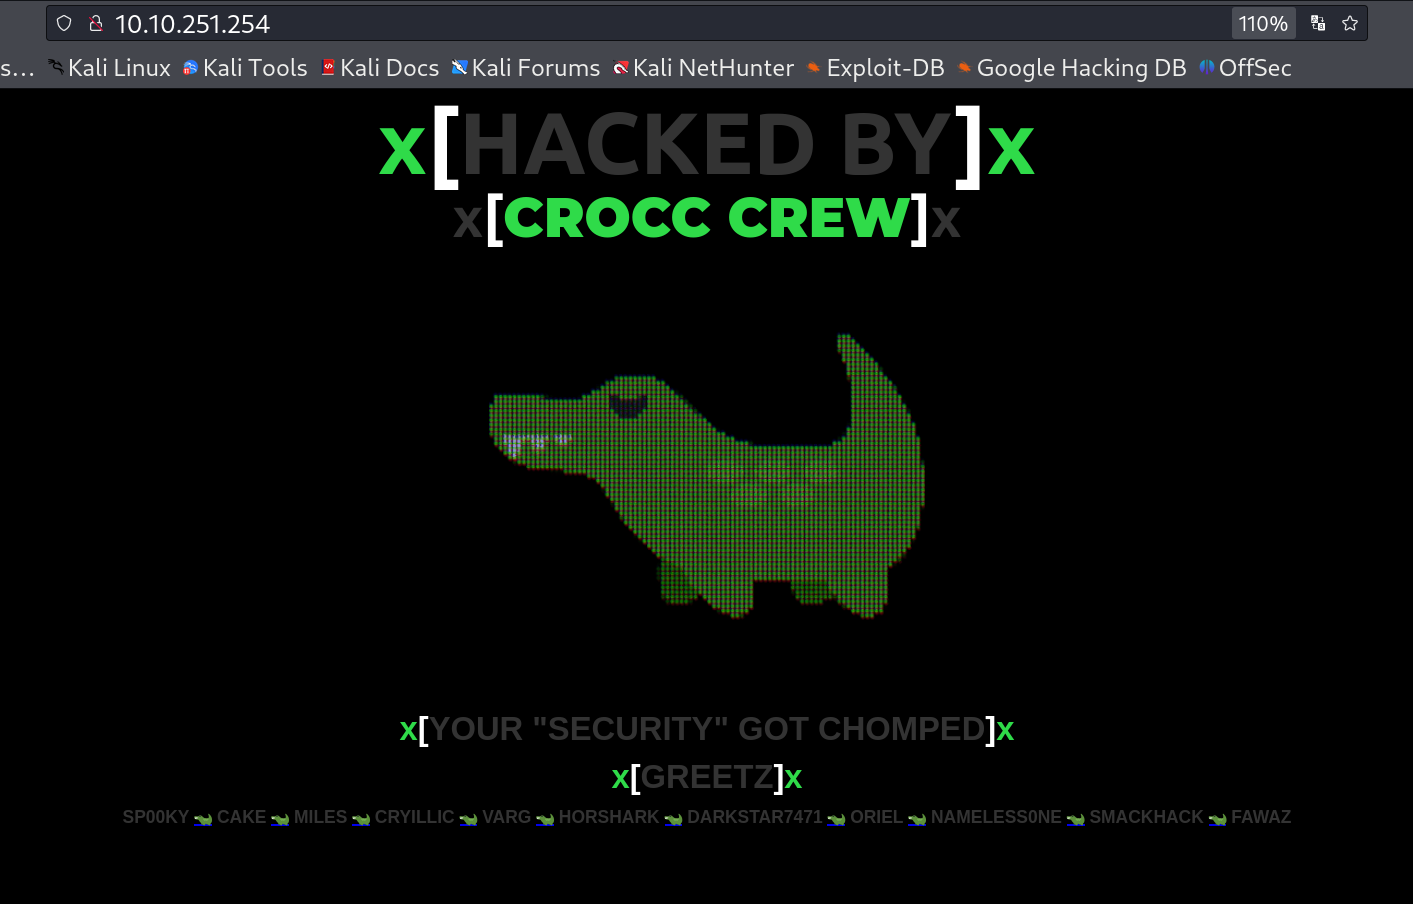 10.10.251.254 110%
s... Kali Linux Kali Tools Kali Docs Kali Forums Kali NetHunter Exploit-DB Google Hacking DB OffSec
x[HACKED BY]x
x[CROCC CREW]x
x[YOUR "SECURITY" GOT CHOMPED]x
x[GREETZ]x
SP00KY CAKE MILES CRYILLIC VARG HORSHARK DARKSTAR7471 ORIEL NAMELESS0NE SMACKHACK FAWAZ